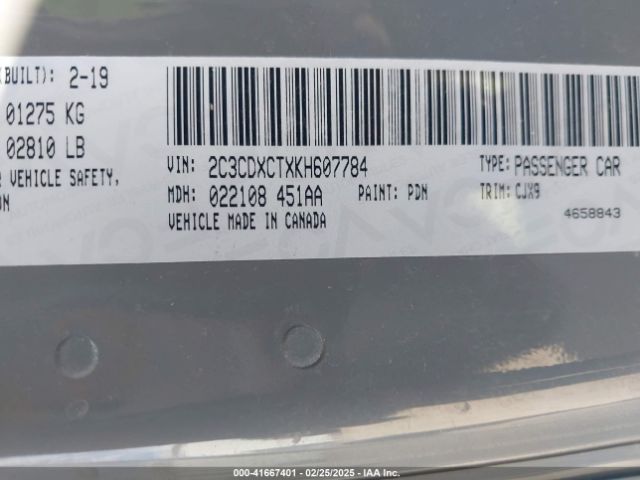 (BUILT): 2-19
01275 KG
02810 LB
VEHICLE SAFETY,
VIN: 2C3CDXCTXKH607784
TYPE: PASSENGER CAR
MDH: 022108 451AA
PAINT: PDN
TRIM: CJX9
VEHICLE MADE IN CANADA
4658843
000-41667401 - 02/25/2025 - IAA Inc.